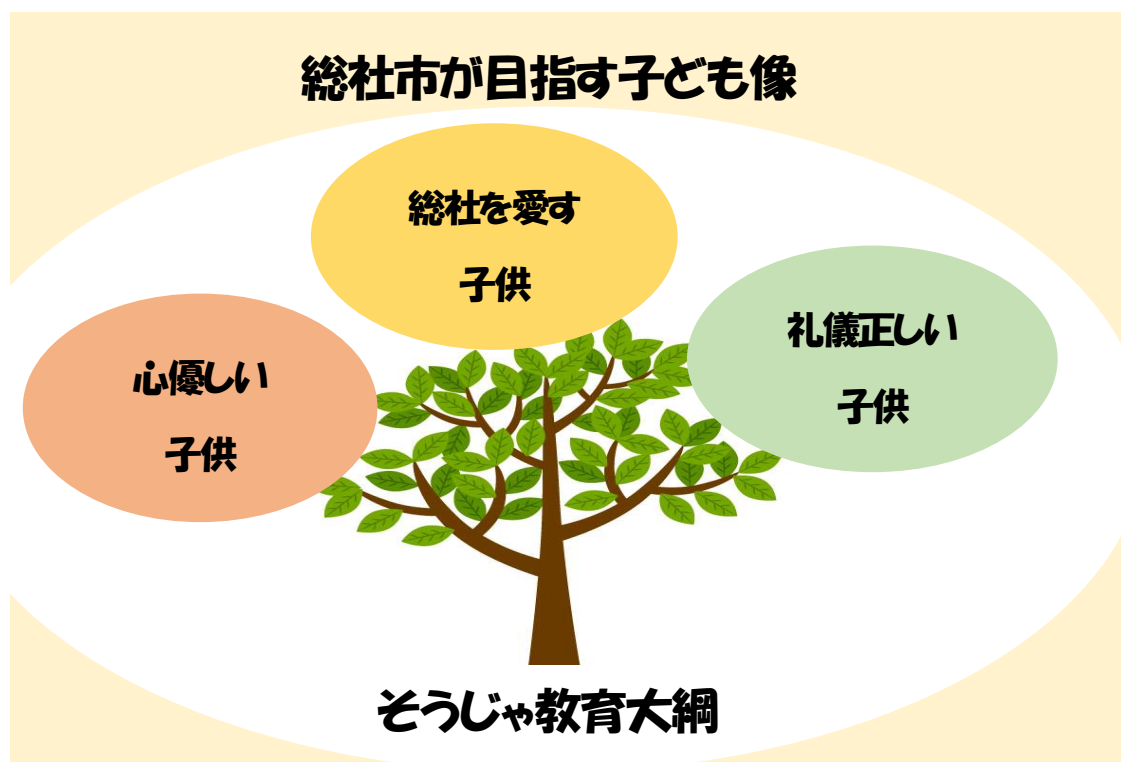 総社市が目指す子ども像
総社を愛す
子供
心優しい
子供
礼儀正しい
子供
そうじゃ教育大綱